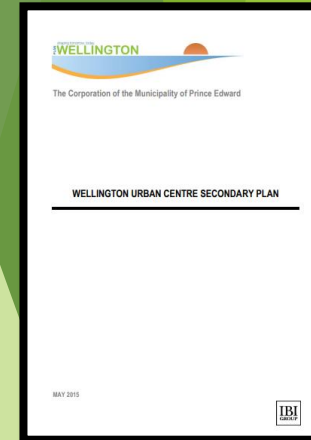 WELLINGTON
The Corporation of the Municipality of Prince Edward
WELLINGTON URBAN CENTRE SECONDARY PLAN
MAY 2015
IBI
GROUP